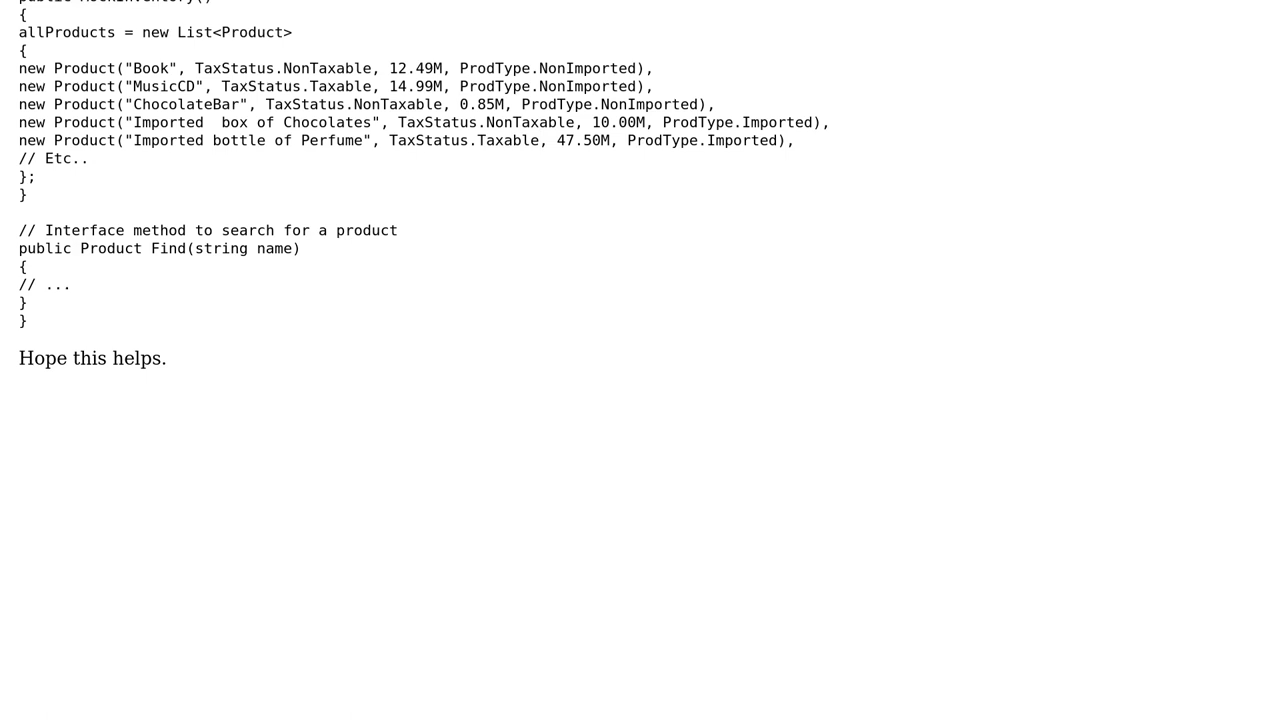 {
allProducts = new List<Product>
{
new Product("Book", TaxStatus.NonTaxable, 12.49M, ProdType.NonImported),
new Product("MusicCD", TaxStatus.Taxable, 14.99M, ProdType.NonImported),
new Product("ChocolateBar", TaxStatus.NonTaxable, 0.85M, ProdType.NonImported),
new Product("Imported  box of Chocolates", TaxStatus.NonTaxable, 10.00M, ProdType.Imported),
new Product("Imported bottle of Perfume", TaxStatus.Taxable, 47.50M, ProdType.Imported),
// Etc..
};
}
// Interface method to search for a product
public Product Find(string name)
{
// ...
}
}
Hope this helps.